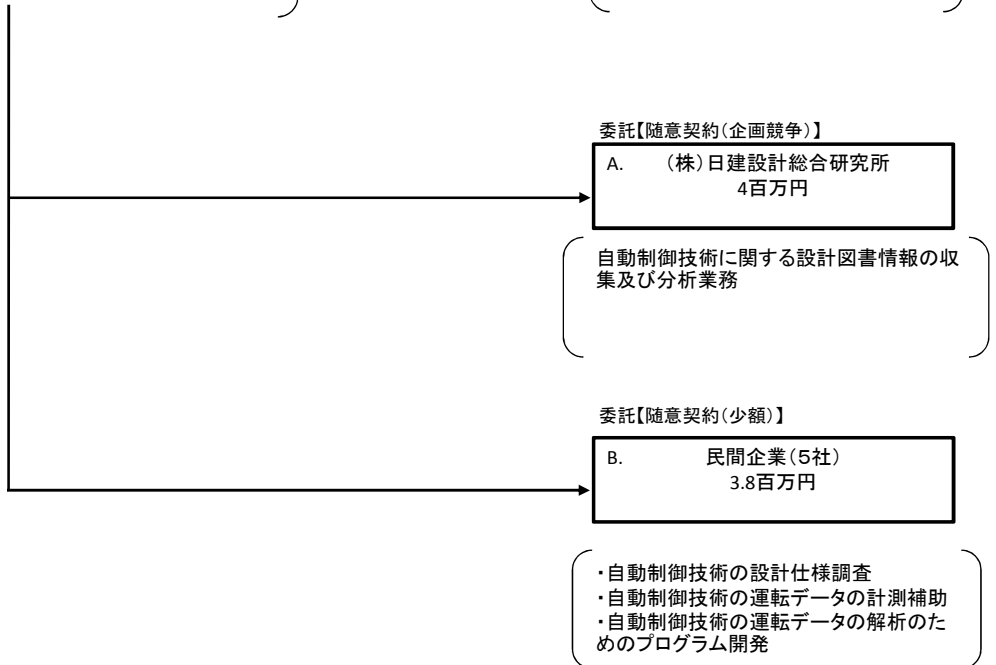 委託【随意契約(企画競争)】
A. (株)日建設計総合研究所
4百万円
自動制御技術に関する設計図書情報の収
集及び分析業務
委託【随意契約(少額)】
B. 民間企業(5社)
3.8百万円
・自動制御技術の設計仕様調査
・自動制御技術の運転データの計測補助
・自動制御技術の運転データの解析のた
めのプログラム開発